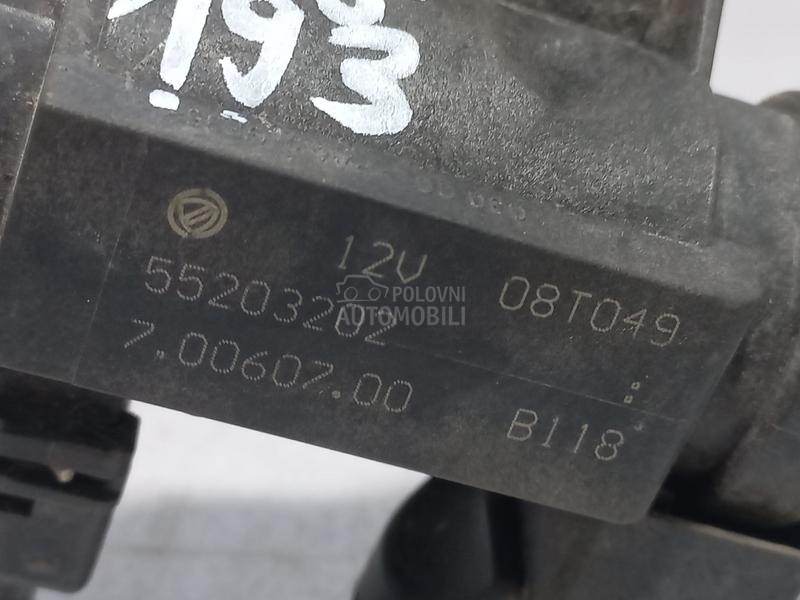 193
12V 08T049
55203202
7.00607.00 B118
POLOVNI
AUTOMOBILI